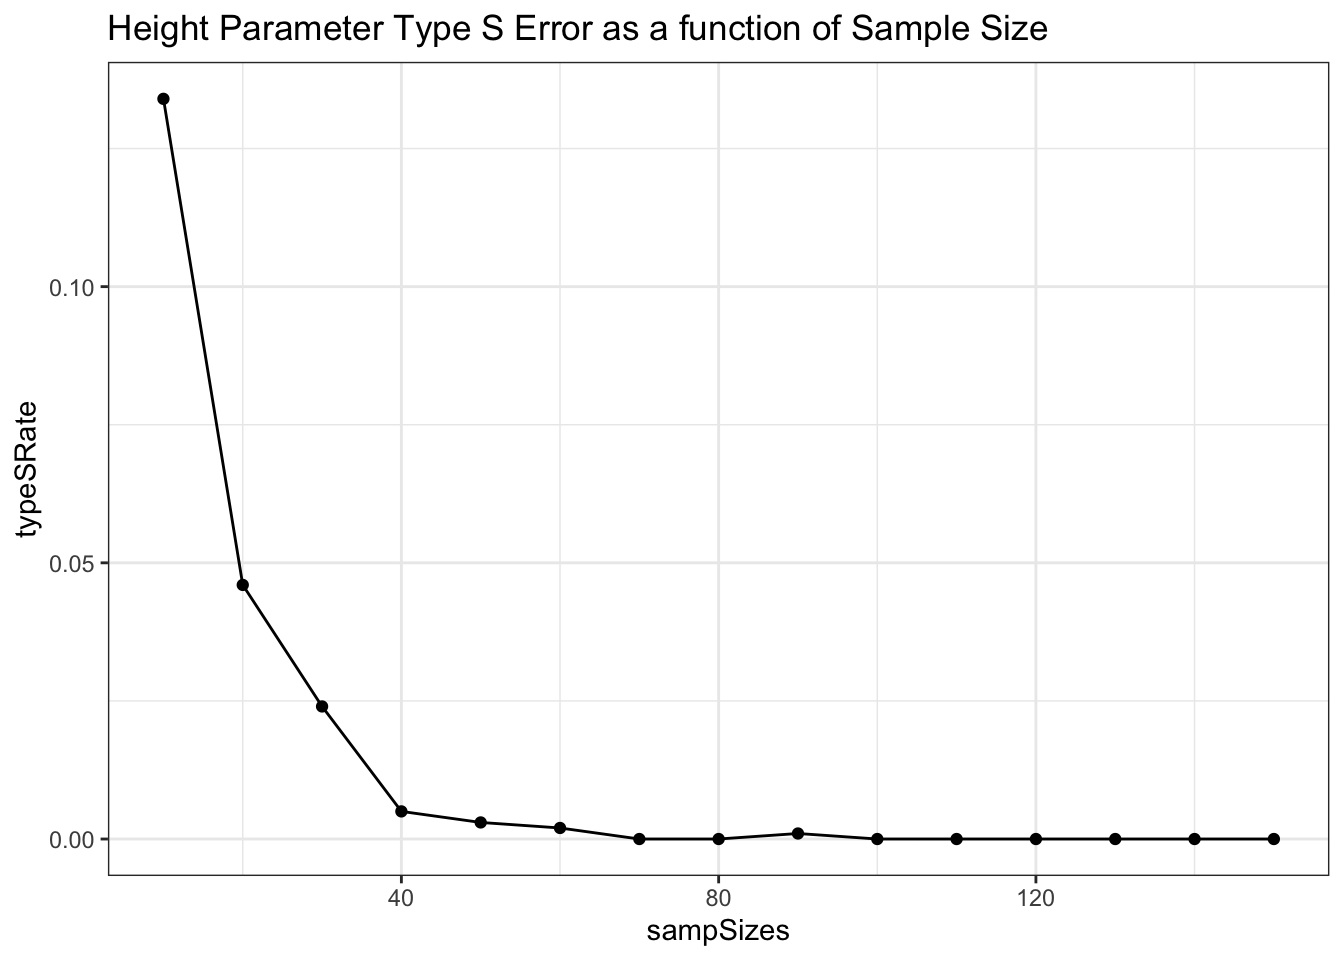 Height Parameter Type S Error as a function of Sample Size
typeSRate
0.10
0.05
0.00
40 80 120
sampSizes